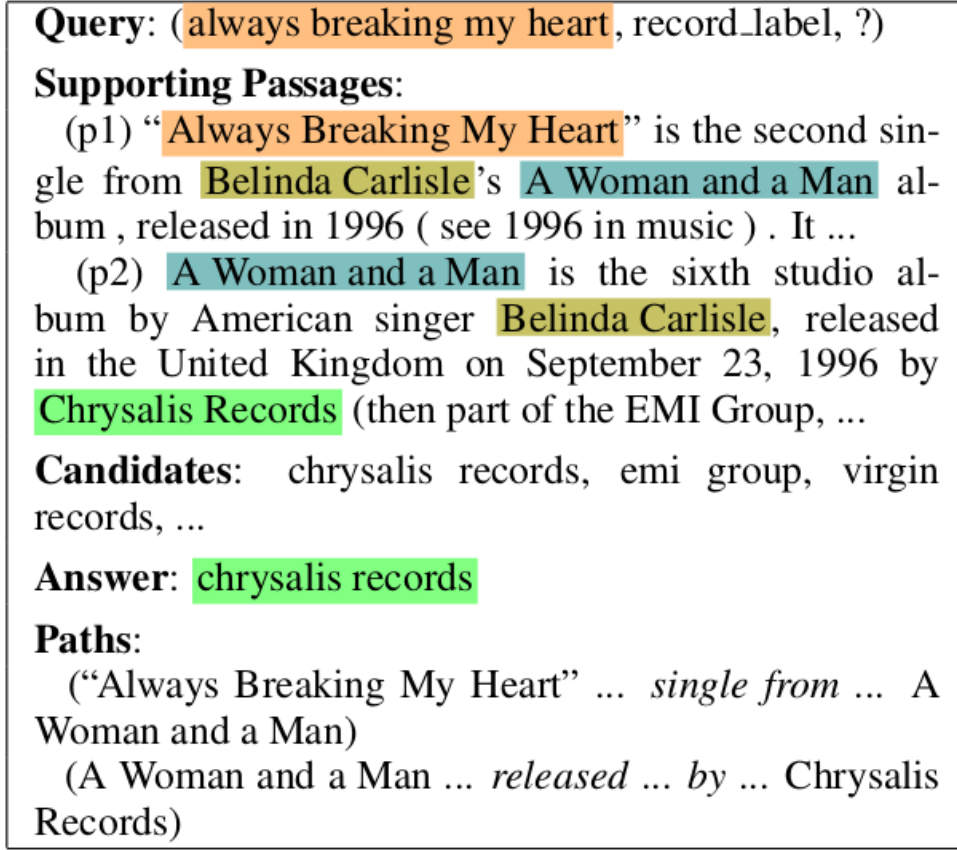 Query: (always breaking my heart, record_label, ?)
Supporting Passages:
(p1) “Always Breaking My Heart” is the second sin-
gle from Belinda Carlisle’s A Woman and a Man al-
bum , released in 1996 ( see 1996 in music ) . It ...
(p2) A Woman and a Man is the sixth studio al-
bum by American singer Belinda Carlisle, released
in the United Kingdom on September 23, 1996 by
Chrysalis Records (then part of the EMI Group, ...
Candidates: chrysalis records, emi group, virgin
records, ...
Answer: chrysalis records
Paths:
(“Always Breaking My Heart” ... single from ... A
Woman and a Man)
(A Woman and a Man ... released ... by ... Chrysalis
Records)